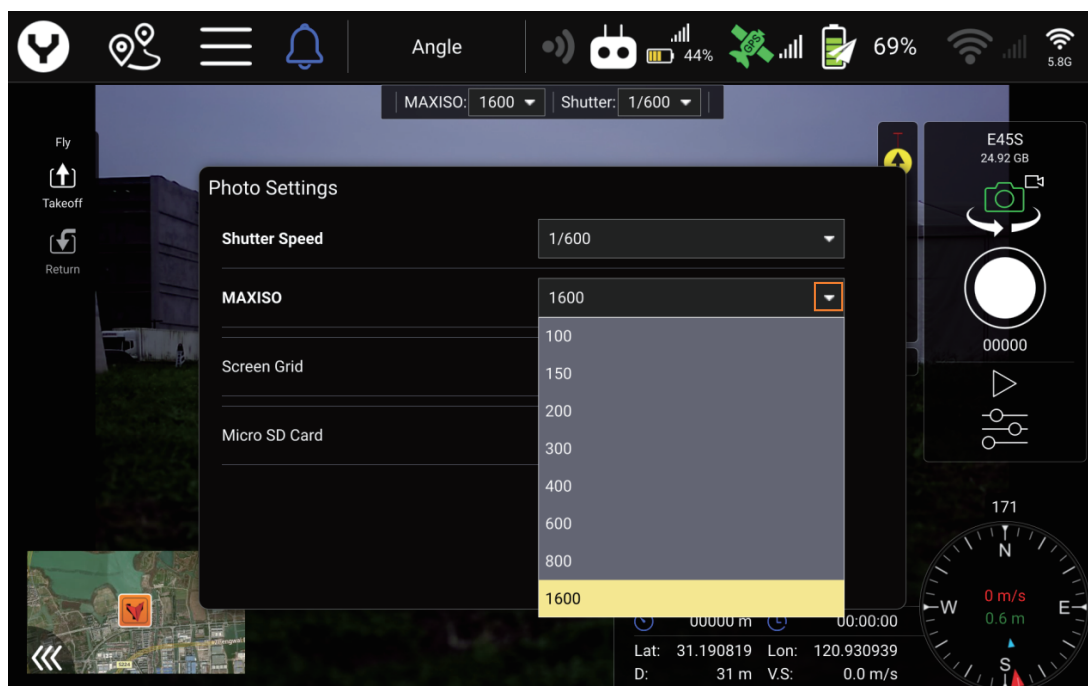 Angle
44%
GPS
69%
5.8G
MAXISO: 1600 Shutter: 1/600
Fly
Takeoff
Return
E45S
24.92 GB
00000
Photo Settings
Shutter Speed 1/600
MAXISO 1600
100
150
200
300
400
600
800
1600
Screen Grid
Micro SD Card
171
N
W
E
S
0 m/s
0.6 m
00000 m 00:00:00
Lat: 31.190819 Lon: 120.930939
D: 31 m V.S: 0.0 m/s